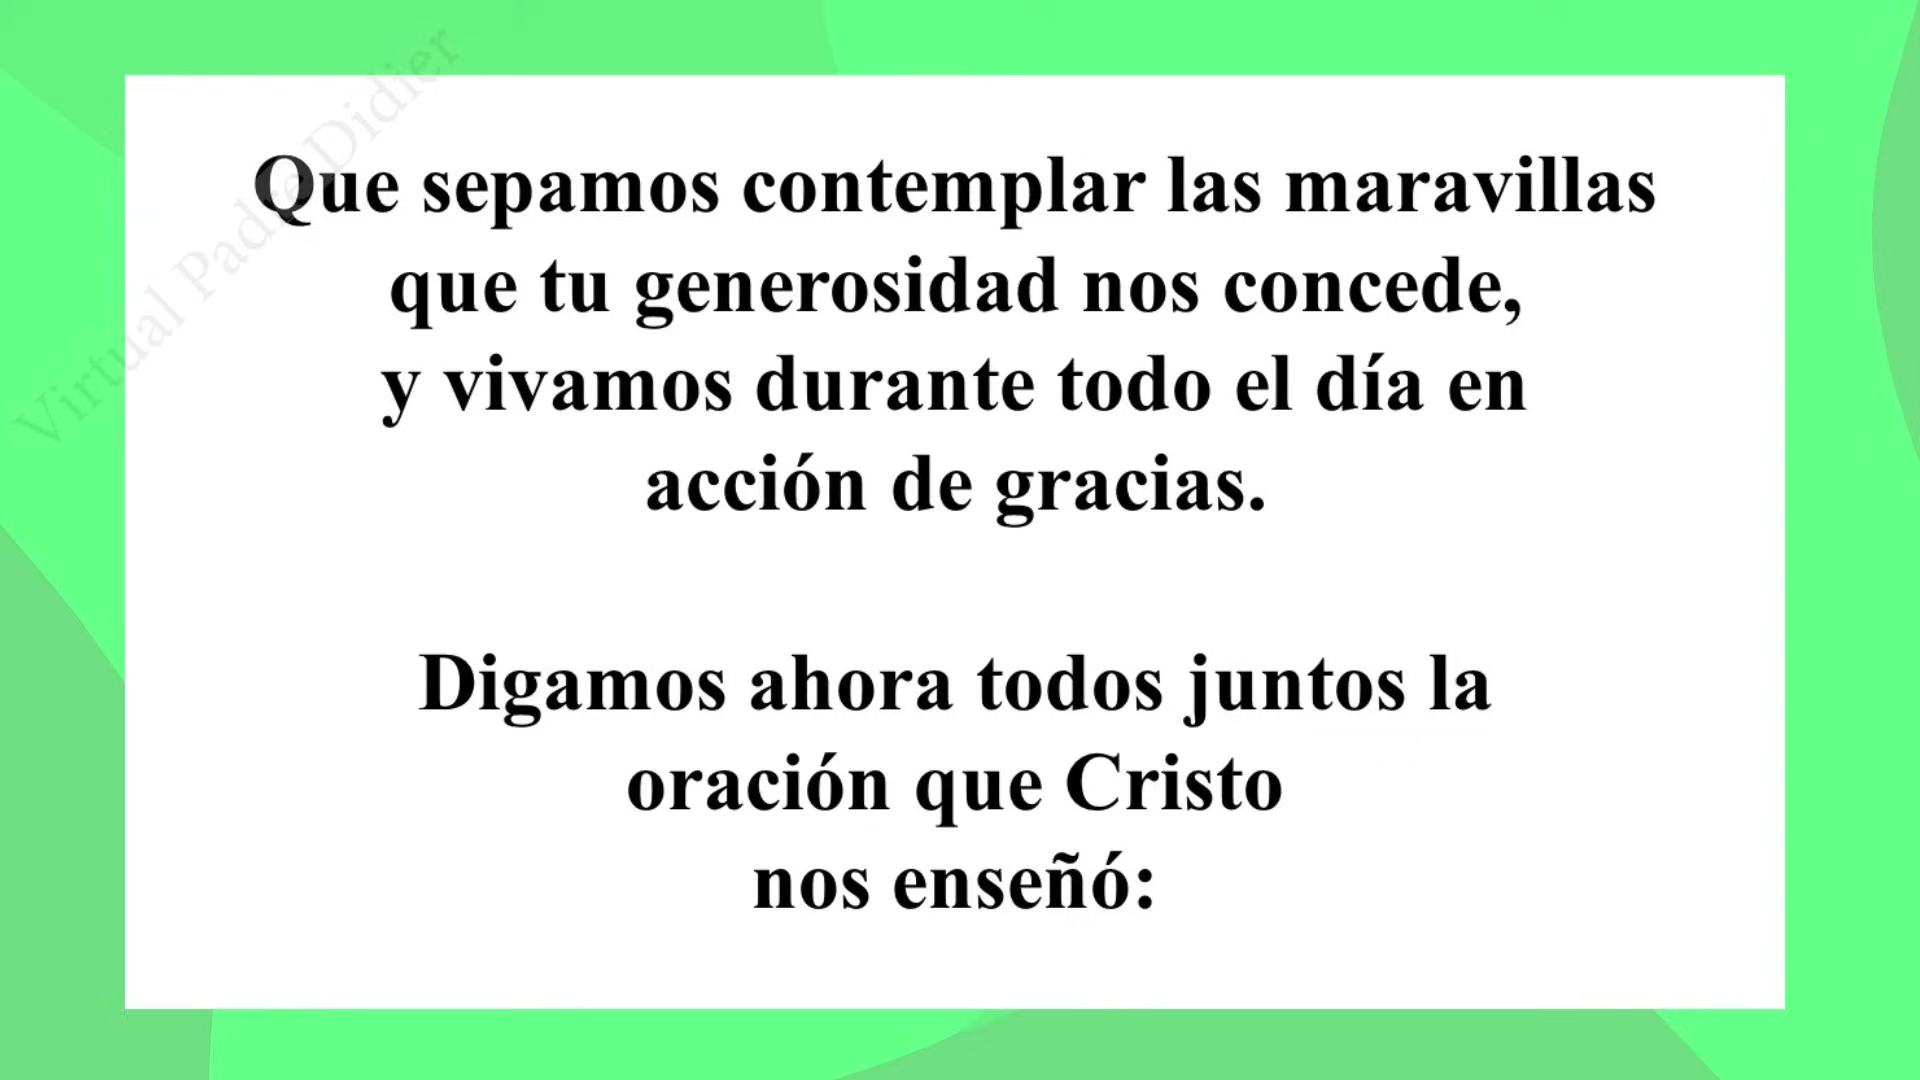 Virtual Padre Didier
Que sepamos contemplar las maravillas
que tu generosidad nos concede,
y vivamos durante todo el día en
acción de gracias.
Digamos ahora todos juntos la
oración que Cristo
nos enseñó: